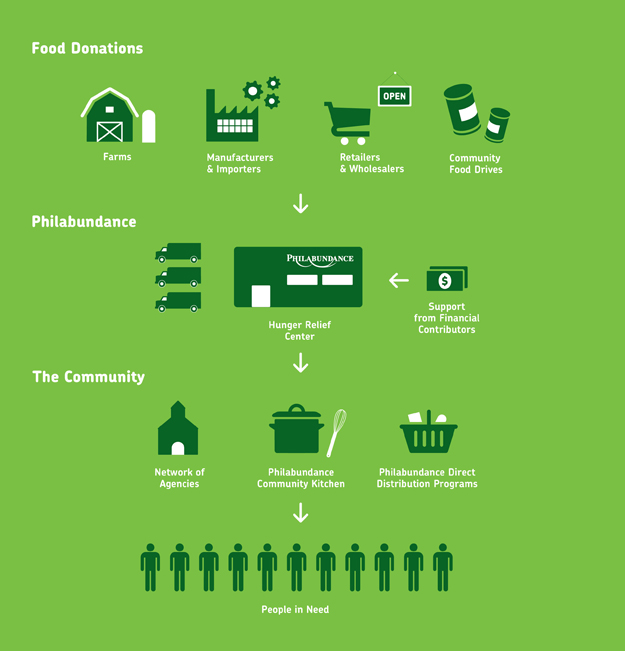 Food Donations
OPEN
Farms
Manufacturers
& Importers
Retailers
& Wholesalers
Community
Food Drives
Philabundance
PHILABUNDANCE
$
Hunger Relief
Center
Support
from Financial
Contributors
The Community
Network of
Agencies
Philabundance
Community Kitchen
Philabundance Direct
Distribution Programs
People in Need